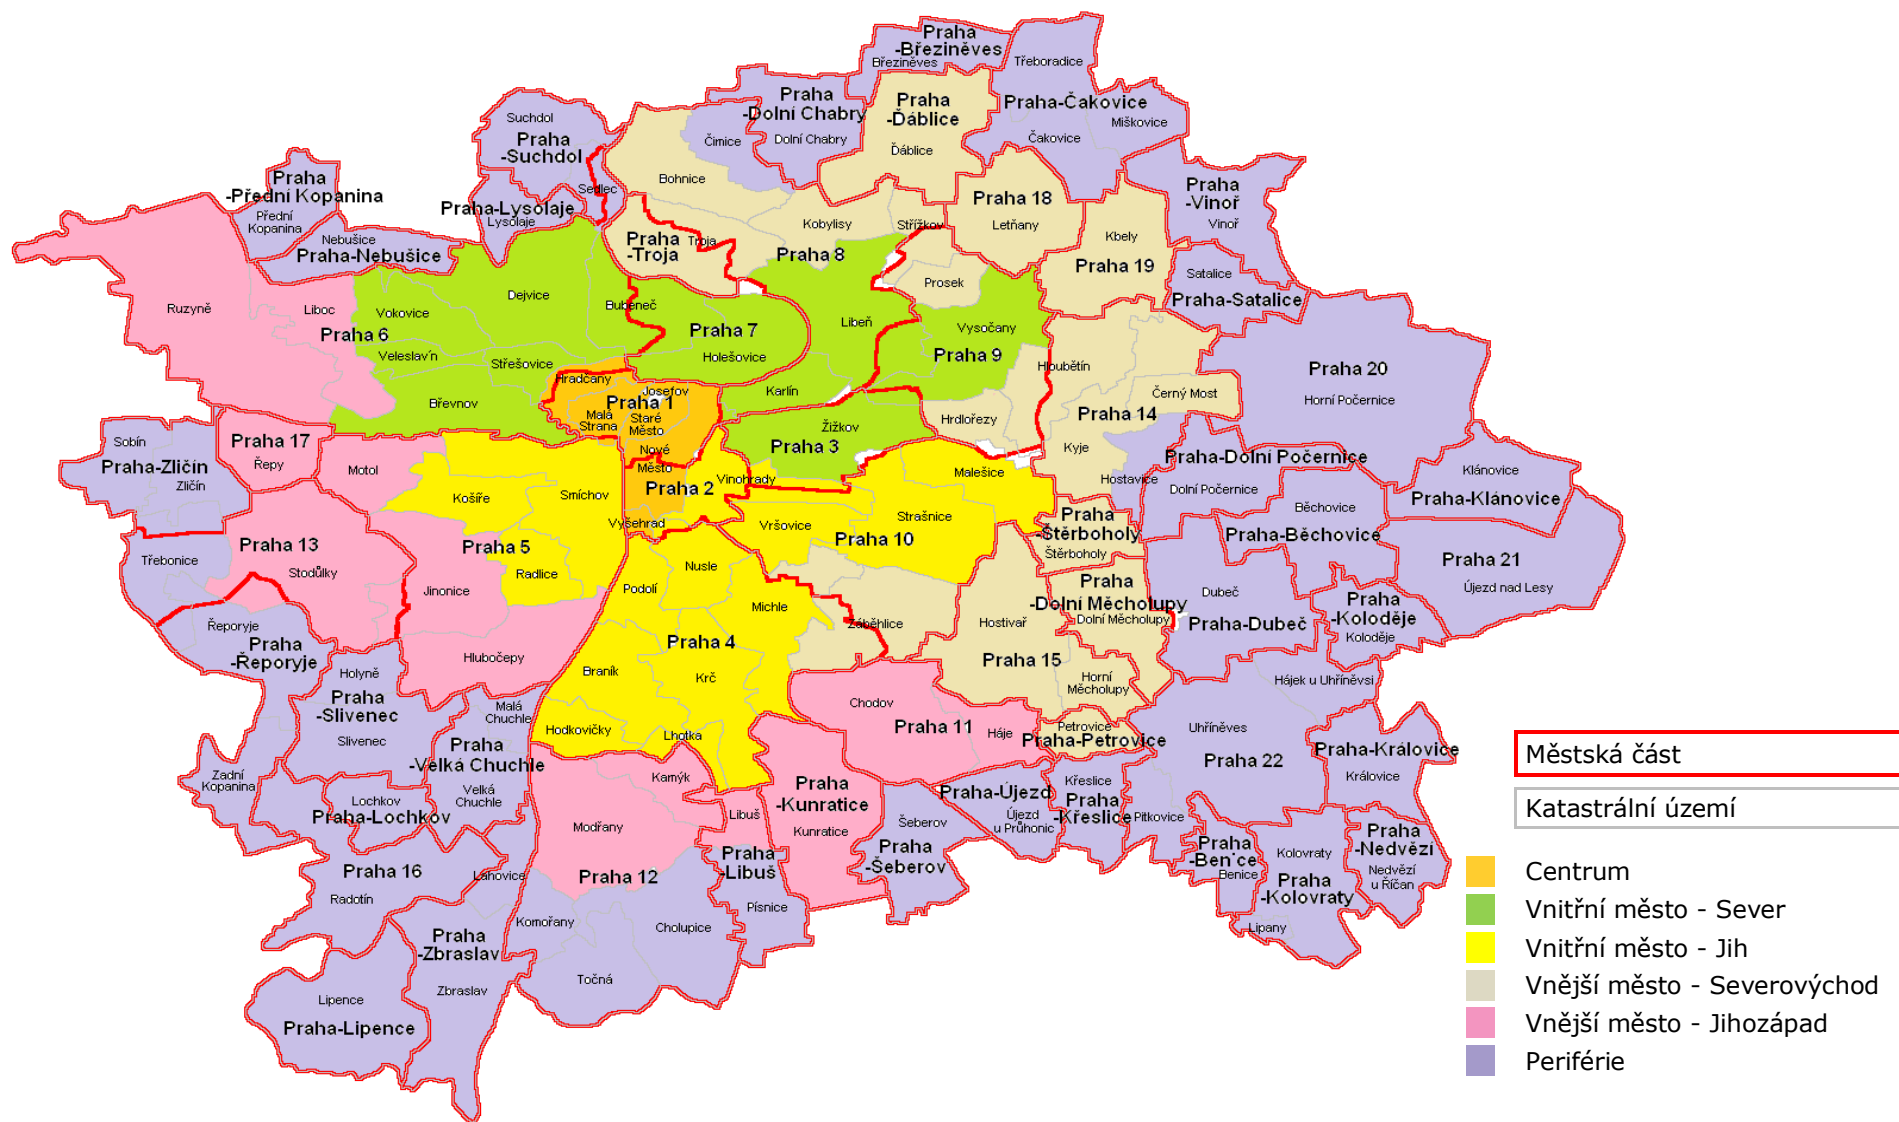 Praha
-Březiněves
Březiněves
Třeboradice
Praha
-Dolní Chabry
Dolní Chabry
Čimice
Praha
-Ďáblice
Ďáblice
Praha-Čakovice
Miškovice
Čakovice
Suchdol
Praha
-Suchdol
Sedlec
Bohnice
Praha
-Přední Kopanina
Přední
Kopanina
Praha-Lysolaje
Lysolaje
Nebušice
Praha-Nebušice
Praha
-Troja
Troja
Kobylisy
Střížkov
Praha 8
Praha 18
Letňany
Kbely
Praha 19
Praha
-Vinoř
Vinoř
Satalice
Praha-Satalice
Prosek
Ruzyně
Liboc
Praha 6
Vokovice
Dejvice
Bubeneč
Veleslavín
Střešovice
Praha 7
Holešovice
Libeň
Vysočany
Praha 9
Hloubětín
Praha 20
Horní Počernice
Černý Most
Praha 14
Kyje
Hradčany
Josefov
Praha 1
Malá
Strana
Staré
Město
Nové
Město
Karlín
Břevnov
Hrdlořezy
Žižkov
Praha 3
Sobín
Praha-Zličín
Zličín
Praha 17
Řepy
Motol
Košíře
Smíchov
Praha 2
Vinohrady
Vyšehrad
Malešice
Hostavice
Praha-Dolní Počernice
Dolní Počernice
Klánovice
Praha-Klánovice
Běchovice
Praha-Běchovice
Praha 13
Stodůlky
Třebonice
Praha 5
Radlice
Jinonice
Vršovice
Strašnice
Praha 10
Praha
-Štěrboholy
Štěrboholy
Praha 21
Újezd nad Lesy
Podolí
Nusle
Michle
Praha 4
Záběhlice
Hostivař
Praha
-Dolní Měcholupy
Dolní Měcholupy
Dubeč
Praha-Dubeč
Praha
-Koloděje
Koloděje
Řeporyje
Praha
-Řeporyje
Hlubočepy
Holyně
Praha
-Slivenec
Slivenec
Malá
Chuchle
Praha
-Velká Chuchle
Velká
Chuchle
Braník
Krč
Hodkovičky
Lhotka
Praha 15
Horní
Měcholupy
Hájek u Uhříněvsi
Chodov
Praha 11
Háje
Petrovice
Praha-Petrovice
Uhříněves
Praha 22
Praha-Královice
Královice
Zadní
Kopanina
Lochkov
Praha-Lochkov
Kamýk
Modřany
Libuš
Praha
-Kunratice
Kunratice
Praha-Újezd
Újezd
u Průhonic
Křeslice
Praha
-Křeslice
Pitkovice
Šeberov
Praha
-Šeberov
Praha
-Benice
Benice
Kolovraty
Praha
-Kolovraty
Lipany
Praha
-Nedvězí
Nedvězí
u Říčan
Praha 16
Radotín
Lahovice
Praha 12
Praha
-Libuš
Písnice
Komořany
Cholupice
Točná
Praha
-Zbraslav
Zbraslav
Lipence
Praha-Lipence
Městská část
Katastrální území
Centrum
Vnitřní město - Sever
Vnitřní město - Jih
Vnější město - Severovýchod
Vnější město - Jihozápad
Periférie